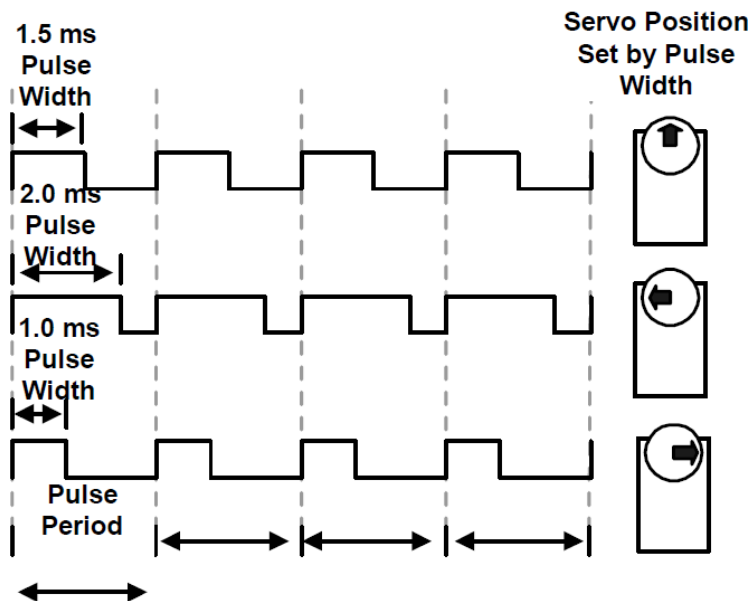 1.5 ms
Pulse
Width
Servo Position
Set by Pulse
Width
2.0 ms
Pulse
Width
1.0 ms
Pulse
Width
Pulse
Period